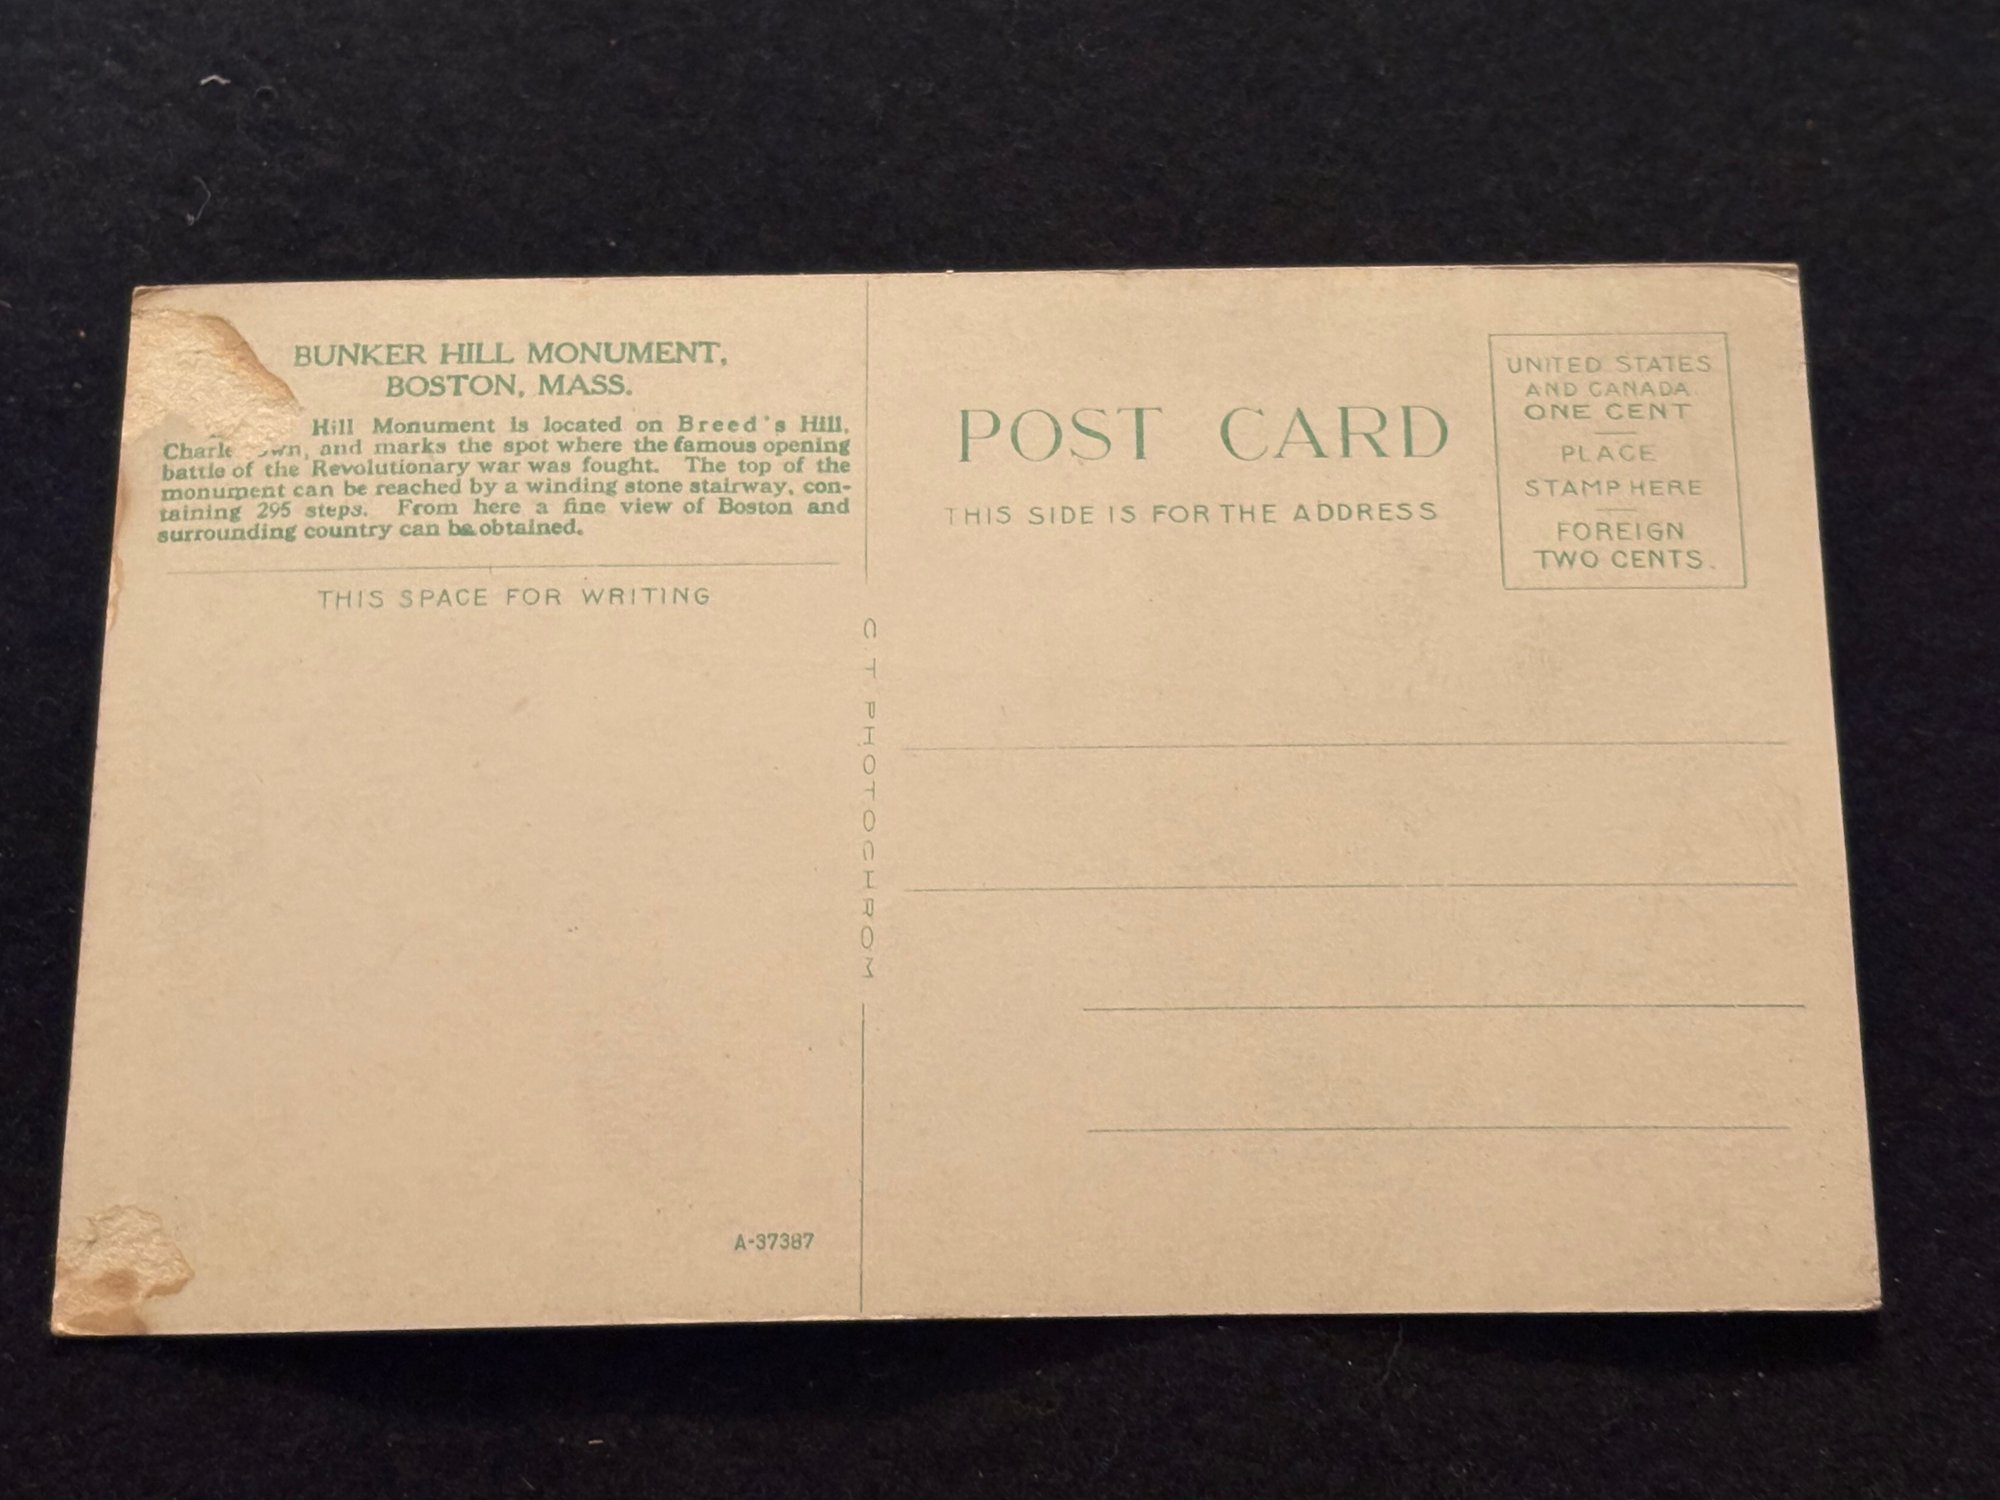 BUNKER HILL MONUMENT,
BOSTON, MASS.
Hill Monument is located on Breed's Hill,
Charle wn, and marks the spot where the famous opening
battle of the Revolutionary war was fought. The top of the
monument can be reached by a winding stone stairway, con-
taining 295 steps. From here a fine view of Boston and
surrounding country can be obtained.
THIS SPACE FOR WRITING
A-37387
C. T. PHOTOCHROM
POST CARD
THIS SIDE IS FOR THE ADDRESS
UNITED STATES
AND CANADA
ONE CENT
PLACE
STAMP HERE
FOREIGN
TWO CENTS.